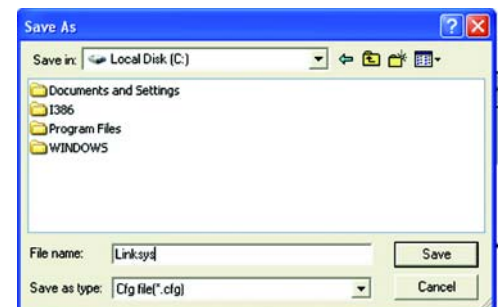 Save As
Save in: Local Disk (C:)
Documents and Settings
I386
Program Files
WINDOWS
File name: Linksys Save
Save as type: Cfg file(*.cfg) Cancel